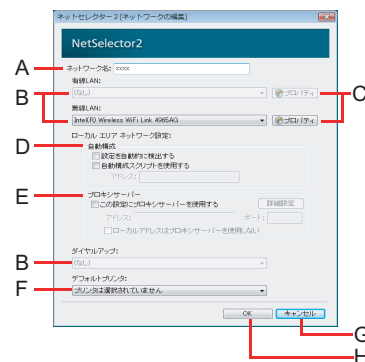 ネットセレクター2(ネットワークの編集)
NetSelector2
A
ネットワーク名: xxxx
有線LAN:
B
(なし)
プロパティ
C
無線LAN:
Intel(R) Wireless WiFi Link 4965AG
プロパティ
ローカル エリア ネットワーク設定:
D
自動構成
設定を自動的に検出する
自動構成スクリプトを使用する
アドレス:
E
プロキシサーバー
この設定にプロキシサーバーを使用する
詳細設定
アドレス:
ポート:
ローカルアドレスはプロキシサーバーを使用しない
ダイヤルアップ:
B
(なし)
デフォルトプリンタ:
F
プリンタは選択されていません
OK
キャンセル
G
H